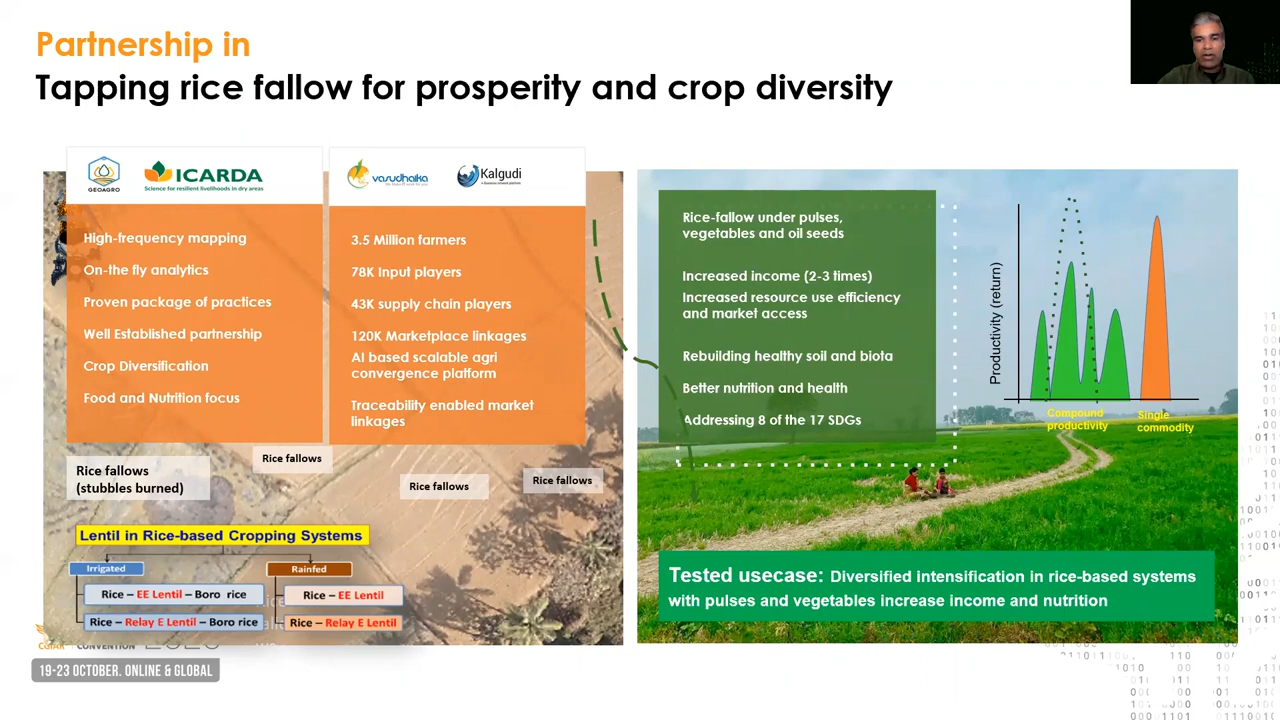 Partnership in
Tapping rice fallow for prosperity and crop diversity
GEOAGRO
ICARDA
Science for resilient livelihoods in dry areas
vasudhaika
Kalgudi
High-frequency mapping
On-the fly analytics
Proven package of practices
Well Established partnership
Crop Diversification
Food and Nutrition focus
3.5 Million farmers
78K Input players
43K supply chain players
120K Marketplace linkages
AI based scalable agri
convergence platform
Traceability enabled market
linkages
Rice fallows
(stubbles burned)
Rice fallows
Rice fallows
Rice fallows
Lentil in Rice-based Cropping Systems
Irrigated
Rainfed
Rice – EE Lentil – Boro rice
Rice – EE Lentil
Rice – Relay E Lentil – Boro rice
Rice – Relay E Lentil
Rice-fallow under pulses,
vegetables and oil seeds
Increased income (2-3 times)
Increased resource use efficiency
and market access
Rebuilding healthy soil and biota
Better nutrition and health
Addressing 8 of the 17 SDGs
Productivity (return)
Compound
productivity
Single
commodity
Tested usecase: Diversified intensification in rice-based systems
with pulses and vegetables increase income and nutrition
CGIAR
CONVENTION
19-23 OCTOBER. ONLINE & GLOBAL